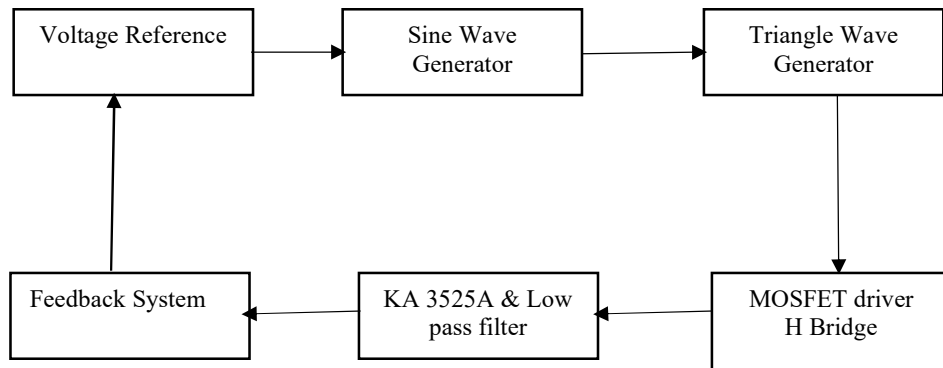 Voltage Reference
Sine Wave
Generator
Triangle Wave
Generator
Feedback System
KA 3525A & Low
pass filter
MOSFET driver
H Bridge